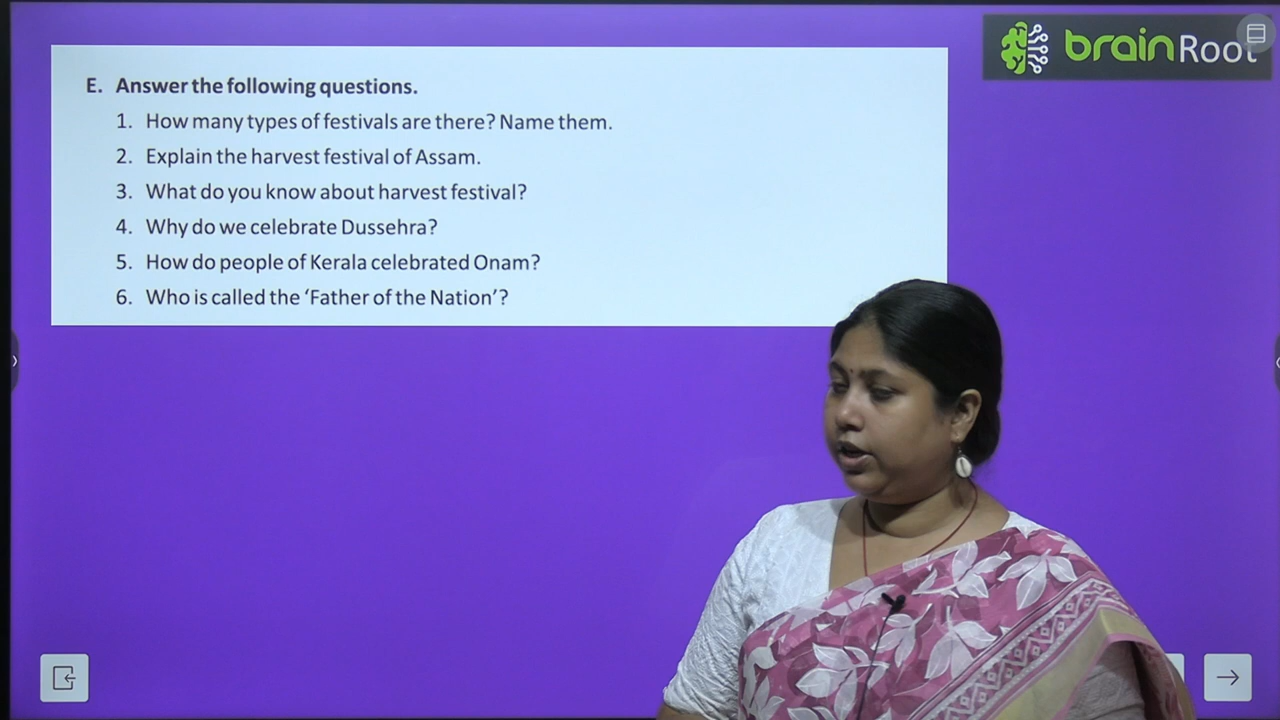 brainRoot
E. Answer the following questions.
1. How many types of festivals are there? Name them.
2. Explain the harvest festival of Assam.
3. What do you know about harvest festival?
4. Why do we celebrate Dussehra?
5. How do people of Kerala celebrated Onam?
6. Who is called the ‘Father of the Nation’?